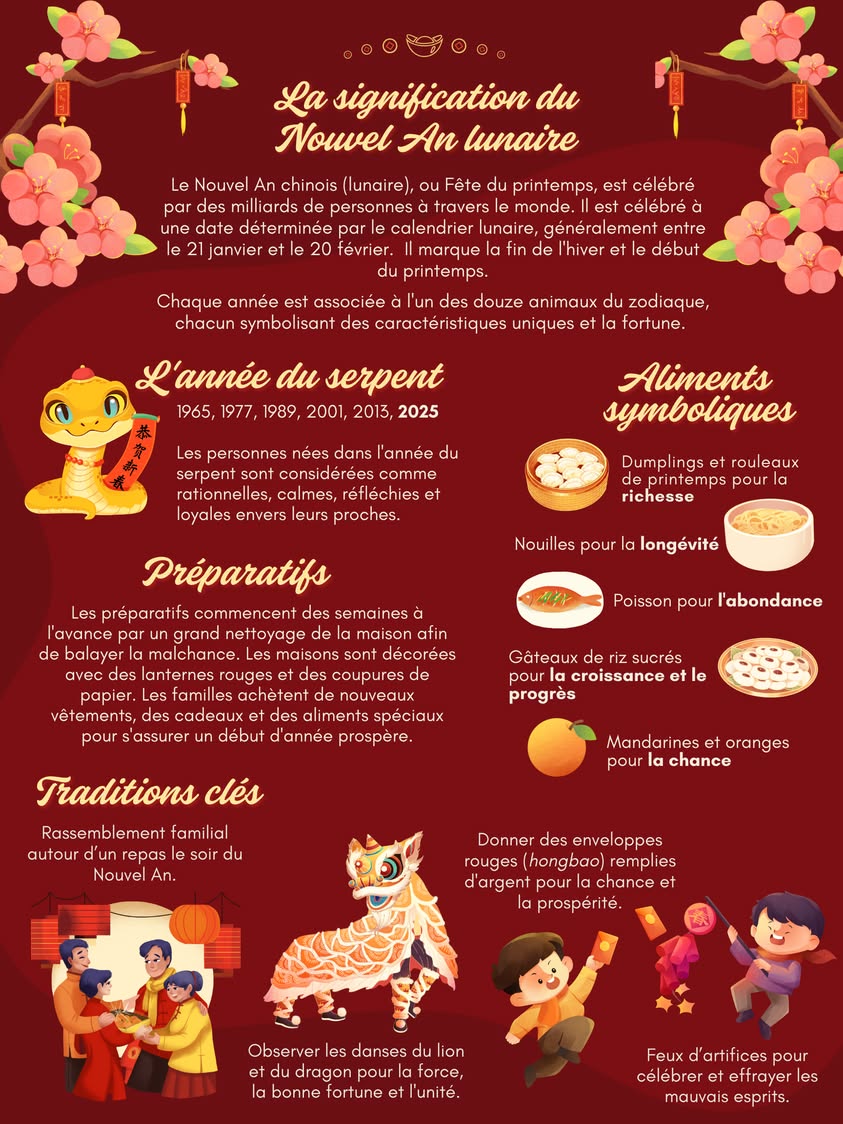 La signification du
Nouvel An lunaire
Le Nouvel An chinois (lunaire), ou Fête du printemps, est célébré
par des milliards de personnes à travers le monde. Il est célébré à
une date déterminée par le calendrier lunaire, généralement entre
le 21 janvier et le 20 février. Il marque la fin de l'hiver et le début
du printemps.
Chaque année est associée à l'un des douze animaux du zodiaque,
chacun symbolisant des caractéristiques uniques et la fortune.
L'année du serpent
1965, 1977, 1989, 2001, 2013, 2025
恭贺新春
Les personnes nées dans l'année du
serpent sont considérées comme
rationnelles, calmes, réfléchies et
loyales envers leurs proches.
Préparatifs
Les préparatifs commencent des semaines à
l'avance par un grand nettoyage de la maison afin
de balayer la malchance. Les maisons sont décorées
avec des lanternes rouges et des coupures de
papier. Les familles achètent de nouveaux
vêtements, des cadeaux et des aliments spéciaux
pour s'assurer un début d'année prospère.
Aliments
symboliques
Dumplings et rouleaux
de printemps pour la
richesse
Nouilles pour la longévité
Poisson pour l'abondance
Gâteaux de riz sucrés
pour la croissance et le
progrès
Mandarines et oranges
pour la chance
Traditions clés
Rassemblement familial
autour d’un repas le soir du
Nouvel An.
Observer les danses du lion
et du dragon pour la force,
la bonne fortune et l'unité.
Donner des enveloppes
rouges (hongbao) remplies
d'argent pour la chance et
la prospérité.
Feux d’artifices pour
célébrer et effrayer les
mauvais esprits.